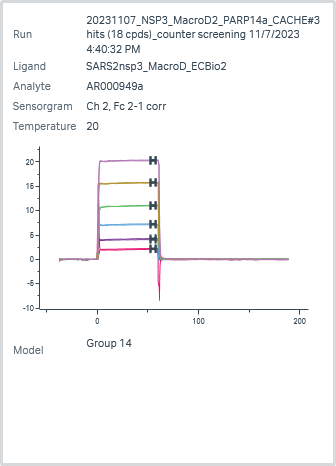 Run 20231107_NSP3_MacroD2_PARP14a_CACHE#3
hits (18 cpds)_counter screening 11/7/2023
4:40:32 PM
Ligand SARS2nsp3_MacroD_ECBio2
Analyte AR000949a
Sensorgram Ch 2, Fc 2-1 corr
Temperature 20
20
15
10
5
0
-5
-10
0 100 200
Model Group 14